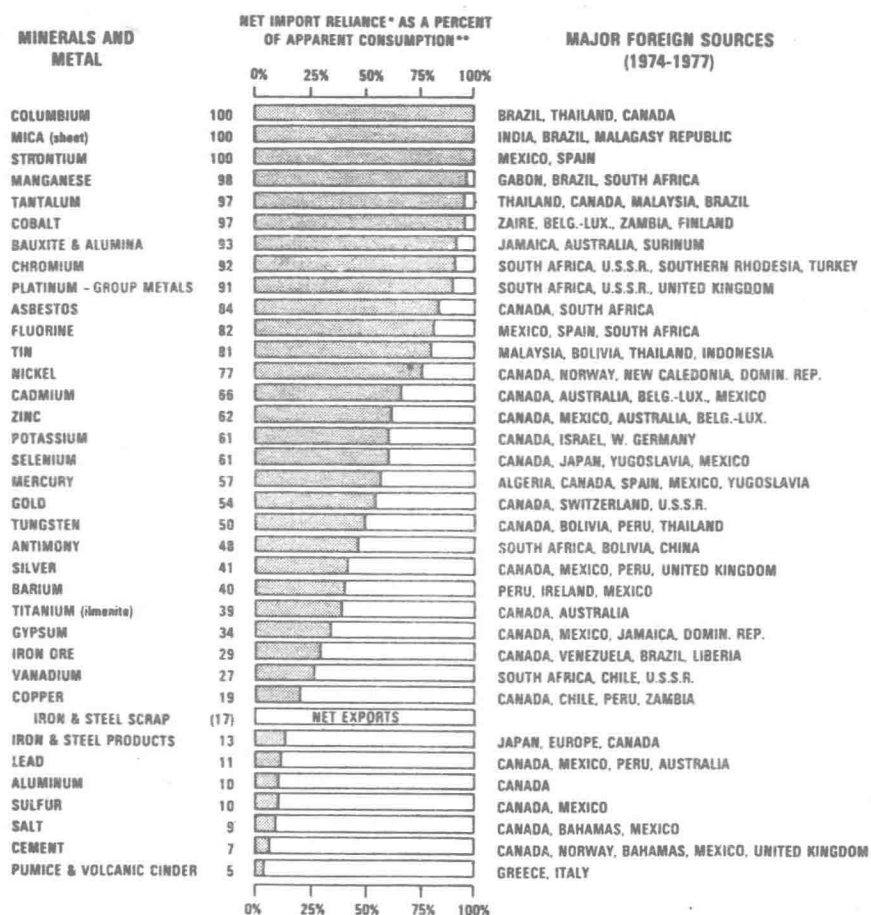 MINERALS AND
METAL
NET IMPORT RELIANCE* AS A PERCENT
OF APPARENT CONSUMPTION**
MAJOR FOREIGN SOURCES
(1974-1977)
0% 25% 50% 75% 100%
COLUMBIUM 100 BRAZIL, THAILAND, CANADA
MICA (sheet) 100 INDIA, BRAZIL, MALAGASY REPUBLIC
STRONTIUM 100 MEXICO, SPAIN
MANGANESE 98 GABON, BRAZIL, SOUTH AFRICA
TANTALUM 97 THAILAND, CANADA, MALAYSIA, BRAZIL
COBALT 97 ZAIRE, BELG.-LUX., ZAMBIA, FINLAND
BAUXITE & ALUMINA 93 JAMAICA, AUSTRALIA, SURINUM
CHROMIUM 92 SOUTH AFRICA, U.S.S.R., SOUTHERN RHODESIA, TURKEY
PLATINUM - GROUP METALS 91 SOUTH AFRICA, U.S.S.R., UNITED KINGDOM
ASBESTOS 84 CANADA, SOUTH AFRICA
FLUORINE 82 MEXICO, SPAIN, SOUTH AFRICA
TIN 81 MALAYSIA, BOLIVIA, THAILAND, INDONESIA
NICKEL 77 CANADA, NORWAY, NEW CALEDONIA, DOMIN. REP.
CADMIUM 66 CANADA, AUSTRALIA, BELG.-LUX., MEXICO
ZINC 62 CANADA, MEXICO, AUSTRALIA, BELG.-LUX.
POTASSIUM 61 CANADA, ISRAEL, W. GERMANY
SELENIUM 61 CANADA, JAPAN, YUGOSLAVIA, MEXICO
MERCURY 57 ALGERIA, CANADA, SPAIN, MEXICO, YUGOSLAVIA
GOLD 54 CANADA, SWITZERLAND, U.S.S.R.
TUNGSTEN 50 CANADA, BOLIVIA, PERU, THAILAND
ANTIMONY 48 SOUTH AFRICA, BOLIVIA, CHINA
SILVER 41 CANADA, MEXICO, PERU, UNITED KINGDOM
BARIUM 40 PERU, IRELAND, MEXICO
TITANIUM (ilmenite) 39 CANADA, AUSTRALIA
GYPSUM 34 CANADA, MEXICO, JAMAICA, DOMIN. REP.
IRON ORE 29 CANADA, VENEZUELA, BRAZIL, LIBERIA
VANADIUM 27 SOUTH AFRICA, CHILE, U.S.S.R.
COPPER 19 CANADA, CHILE, PERU, ZAMBIA
IRON & STEEL SCRAP (17) NET EXPORTS
IRON & STEEL PRODUCTS 13 JAPAN, EUROPE, CANADA
LEAD 11 CANADA, MEXICO, PERU, AUSTRALIA
ALUMINUM 10 CANADA
SULFUR 10 CANADA, MEXICO
SALT 9 CANADA, BAHAMAS, MEXICO
CEMENT 7 CANADA, NORWAY, BAHAMAS, MEXICO, UNITED KINGDOM
PUMICE & VOLCANIC CINDER 5 GREECE, ITALY
0% 25% 50% 75% 100%